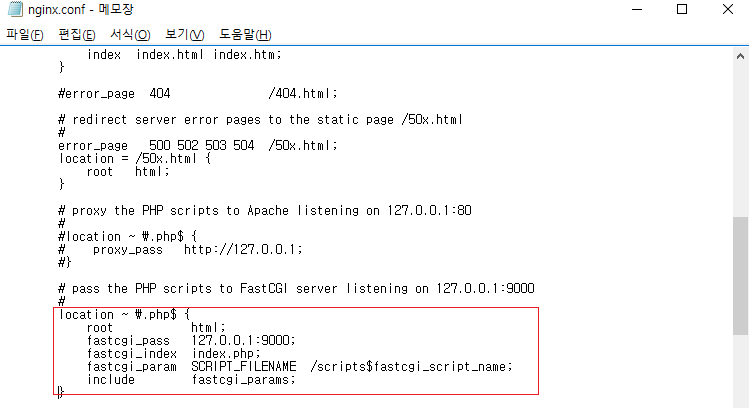 nginx.conf - 메모장
파일(F) 편집(E) 서식(O) 보기(V) 도움말(H)
index index.html index.htm;
}
#error_page 404 /404.html;
# redirect server error pages to the static page /50x.html
#
error_page 500 502 503 504 /50x.html;
location = /50x.html {
root html;
}
# proxy the PHP scripts to Apache listening on 127.0.0.1:80
#
#location ~ ₩.php$ {
# proxy_pass http://127.0.0.1;
#}
# pass the PHP scripts to FastCGI server listening on 127.0.0.1:9000
#
location ~ ₩.php$ {
root html;
fastcgi_pass 127.0.0.1:9000;
fastcgi_index index.php;
fastcgi_param SCRIPT_FILENAME /scripts$fastcgi_script_name;
include fastcgi_params;
}